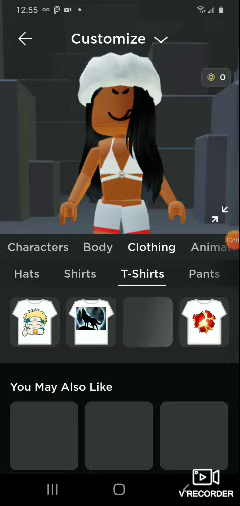 12:55
Customize
0
Characters Body Clothing Anima
Hats Shirts T-Shirts Pants
You May Also Like
V RECORDER